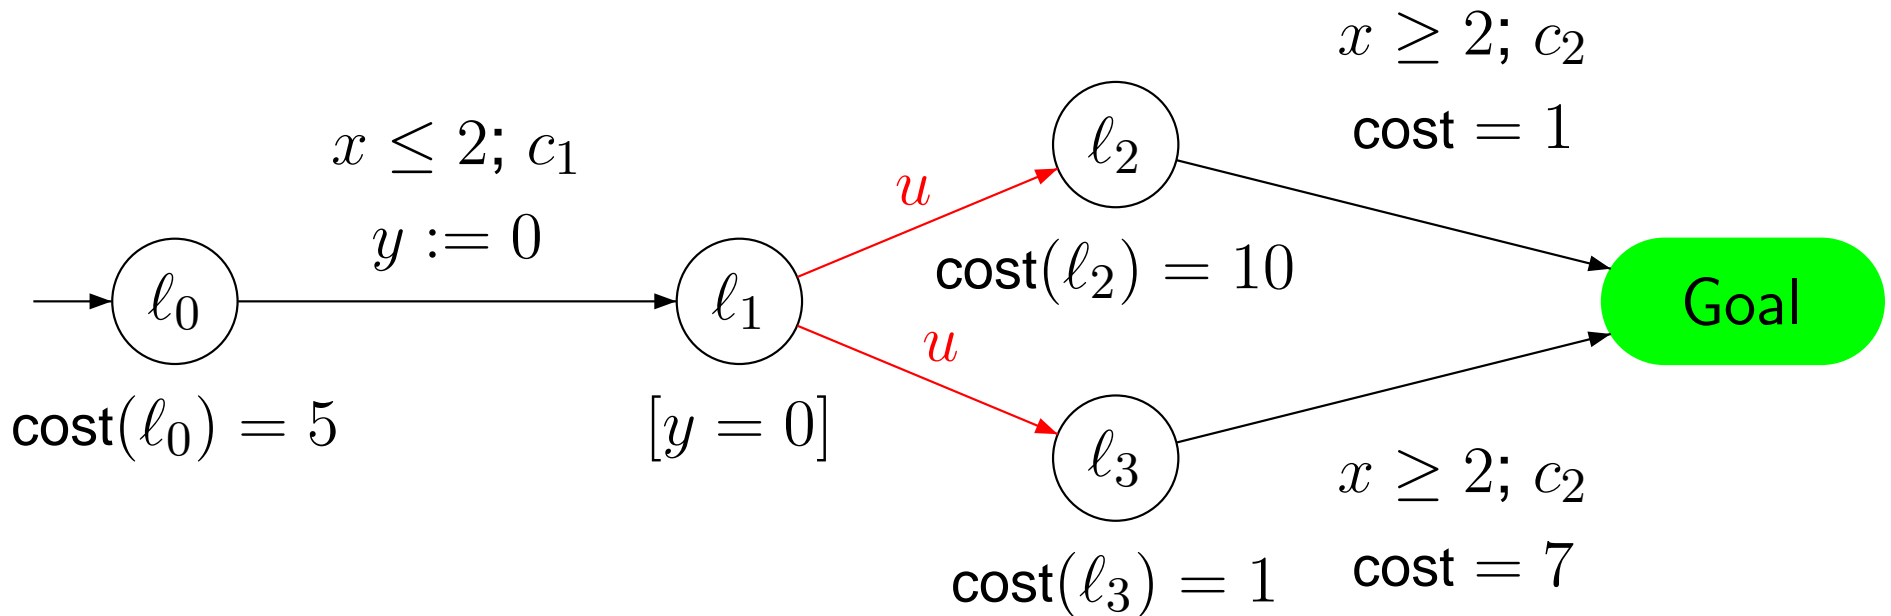 x ≥ 2; c₂
cost = 1
x ≤ 2; c₁
y := 0
u
ℓ₂
cost(ℓ₂) = 10
ℓ₀
ℓ₁
Goal
cost(ℓ₀) = 5
[y = 0]
u
ℓ₃
x ≥ 2; c₂
cost = 7
cost(ℓ₃) = 1